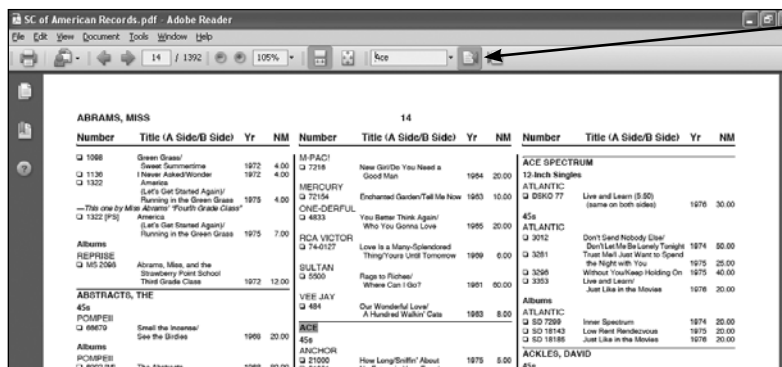 SC of American Records.pdf - Adobe Reader
File Edit View Document Tools Window Help
14 / 1392 105% Ace
ABRAMS, MISS
14
Number Title (A Side/B Side) Yr NM
❏ 1098 Green Grass/
Sweet Summertime 1972 4.00
❏ 1136 I Never Asked/Wonder 1972 4.00
❏ 1322 America
(Let's Get Started Again)/
Running in the Green Grass 1975 4.00
—This one by Miss Abrams' "Fourth Grade Class"
❏ 1322 [PS] America
(Let's Get Started Again)/
Running in the Green Grass 1975 7.00
Albums
REPRISE
❏ MS 2098 Abrams, Miss, and the
Strawberry Point School
Third Grade Class 1972 12.00
ABSTRACTS, THE
45s
POMPEII
❏ 66679 Smell the Incense/
See the Birdies 1968 20.00
Albums
POMPEII
The Abstracts 1968
Number Title (A Side/B Side) Yr NM
M-PAC!
❏ 7216 New Girl/Do You Need a
Good Man 1964 20.00
MERCURY
❏ 72154 Enchanted Garden/Tell Me Now 1963 10.00
ONE-DERFUL
❏ 4833 You Better Think Again/
Who You Gonna Love 1965 20.00
RCA VICTOR
❏ 74-0127 Love Is a Many-Splendored
Thing/Yours Until Tomorrow 1969 6.00
SULTAN
❏ 5500 Rags to Riches/
Where Can I Go? 1961 60.00
VEE JAY
❏ 484 Our Wonderful Love/
A Hundred Walkin' Cats 1963 8.00
ACE
45s
ANCHOR
❏ 21000 How Long/Sniffin' About 1975 5.00
Number Title (A Side/B Side) Yr NM
ACE SPECTRUM
12-Inch Singles
ATLANTIC
❏ DSKO 77 Live and Learn (5:50)
(same on both sides) 1976 30.00
45s
ATLANTIC
❏ 3012 Don't Send Nobody Else/
Don't Let Me Be Lonely Tonight 1974 50.00
❏ 3281 Trust Me/I Just Want to Spend
the Night with You 1975 25.00
❏ 3296 Without You/Keep Holding On 1975 40.00
❏ 3353 Live and Learn/
Just Like in the Movies 1976 20.00
Albums
ATLANTIC
❏ SD 7299 Inner Spectrum 1974 20.00
❏ SD 18143 Low Rent Rendezvous 1975 20.00
❏ SD 18185 Just Like in the Movies 1976 20.00
ACKLES, DAVID
45s